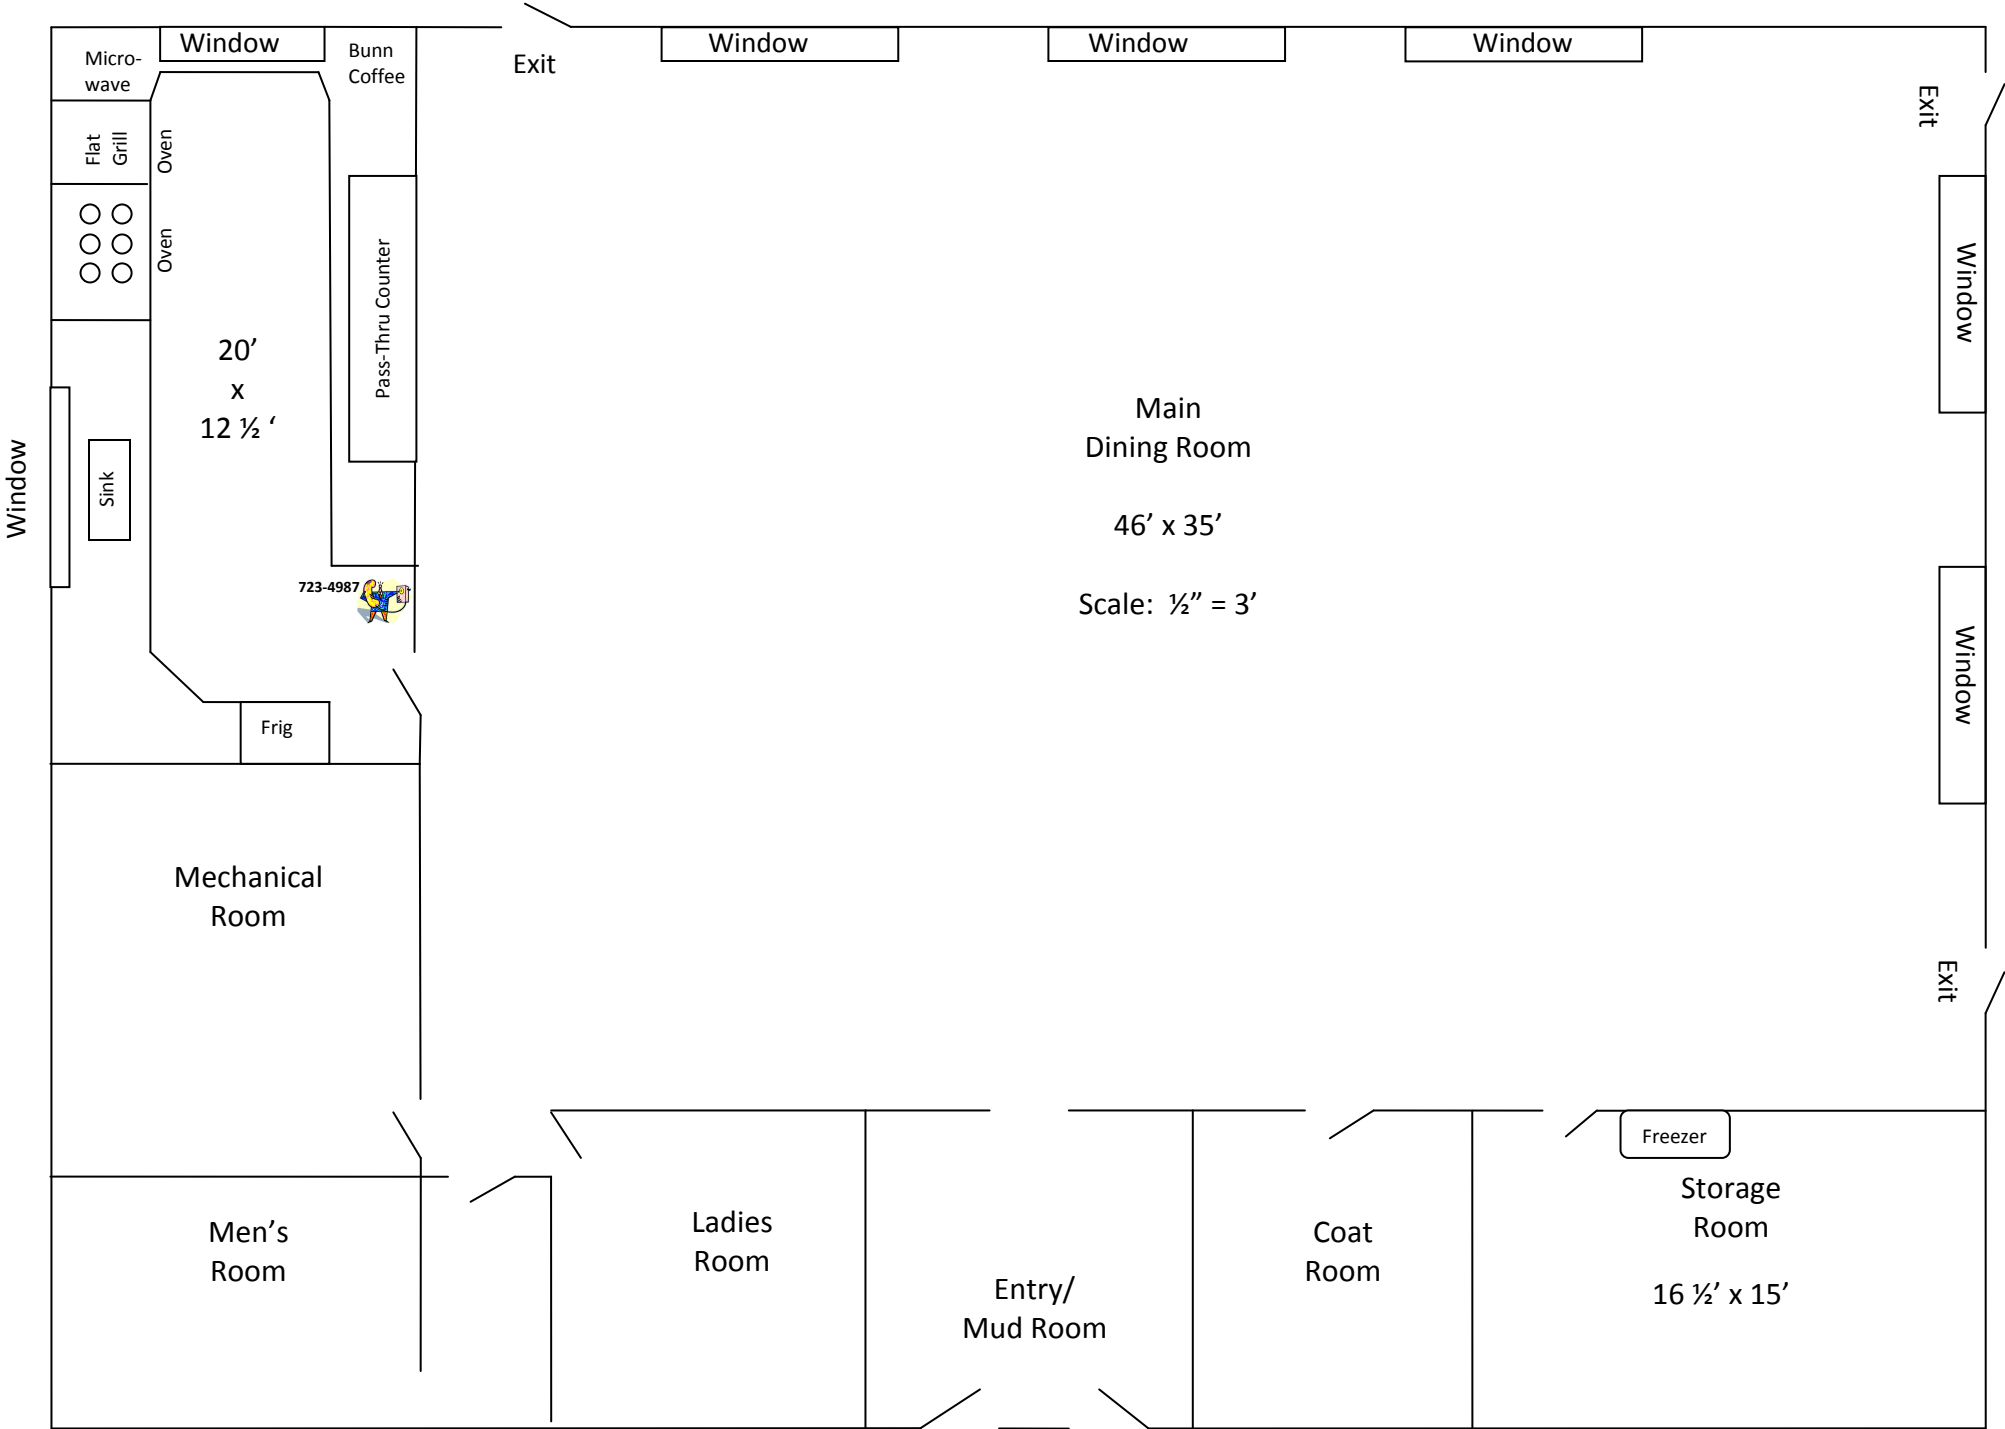 Micro-
wave
Window
Bunn
Coffee
Exit
Window
Window
Window
Exit
Flat
Grill
Oven
Oven
Pass-Thru Counter
20’
x
12 ½ ‘
Window
Sink
723-4987
Frig
Main
Dining Room
46’ x 35’
Scale:  ½” = 3’
Window
Window
Exit
Mechanical
Room
Men’s
Room
Ladies
Room
Entry/
Mud Room
Coat
Room
Freezer
Storage
Room
16 ½’ x 15’